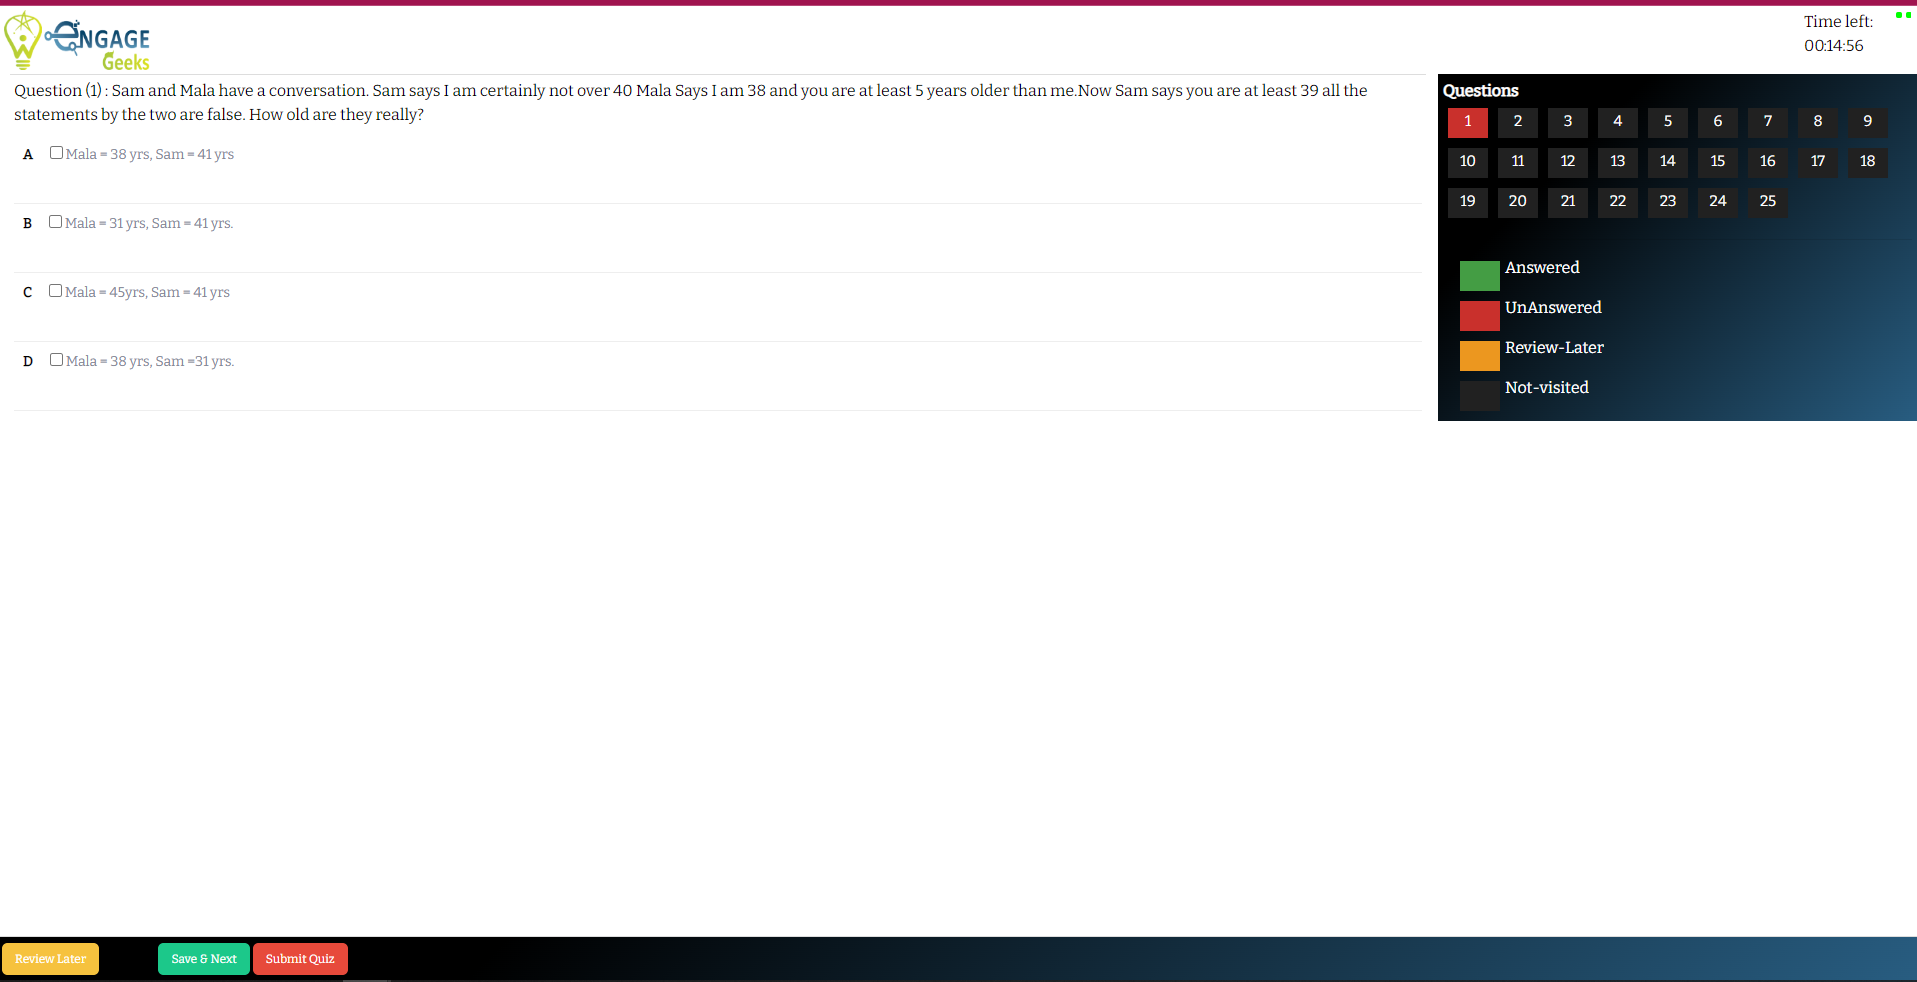 ENGAGE
Geeks
Time left:
00:14:56
Question (1) : Sam and Mala have a conversation. Sam says I am certainly not over 40 Mala Says I am 38 and you are at least 5 years older than me.Now Sam says you are at least 39 all the
statements by the two are false. How old are they really?
A Mala = 38 yrs, Sam = 41 yrs
B Mala = 31 yrs, Sam = 41 yrs.
C Mala = 45yrs, Sam = 41 yrs
D Mala = 38 yrs, Sam =31 yrs.
Questions
1 2 3 4 5 6 7 8 9
10 11 12 13 14 15 16 17 18
19 20 21 22 23 24 25
Answered
UnAnswered
Review-Later
Not-visited
Review Later Save & Next Submit Quiz